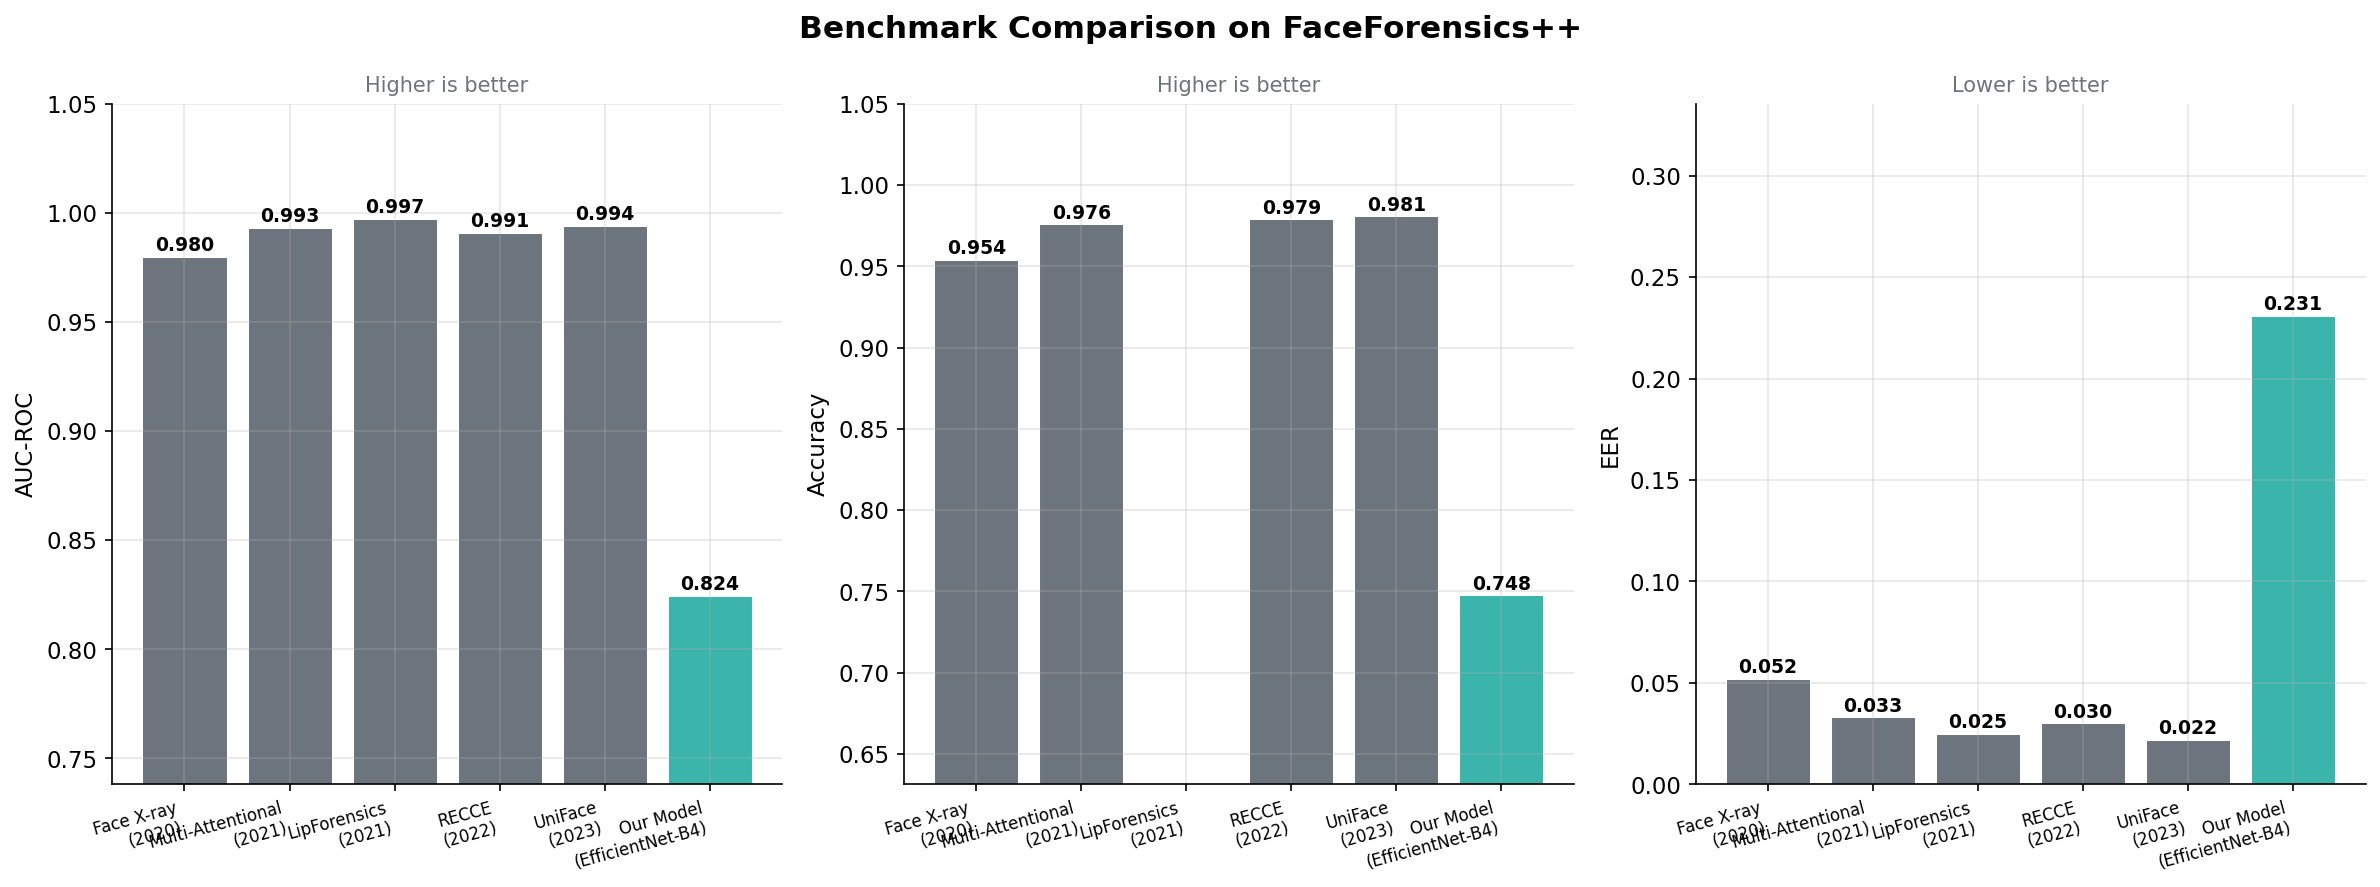 Benchmark Comparison on FaceForensics++
Higher is better
AUC-ROC
1.05
1.00
0.95
0.90
0.85
0.80
0.75
0.980
0.993
0.997
0.991
0.994
0.824
Face X-ray
(2020)
Multi-Attentional
(2021)
LipForensics
(2021)
RECCE
(2022)
UniFace
(2023)
Our Model
(EfficientNet-B4)
Higher is better
Accuracy
1.05
1.00
0.95
0.90
0.85
0.80
0.75
0.70
0.65
0.954
0.976
0.979
0.981
0.748
Face X-ray
(2020)
Multi-Attentional
(2021)
LipForensics
(2021)
RECCE
(2022)
UniFace
(2023)
Our Model
(EfficientNet-B4)
Lower is better
EER
0.30
0.25
0.20
0.15
0.10
0.05
0.00
0.052
0.033
0.025
0.030
0.022
0.231
Face X-ray
(2020)
Multi-Attentional
(2021)
LipForensics
(2021)
RECCE
(2022)
UniFace
(2023)
Our Model
(EfficientNet-B4)